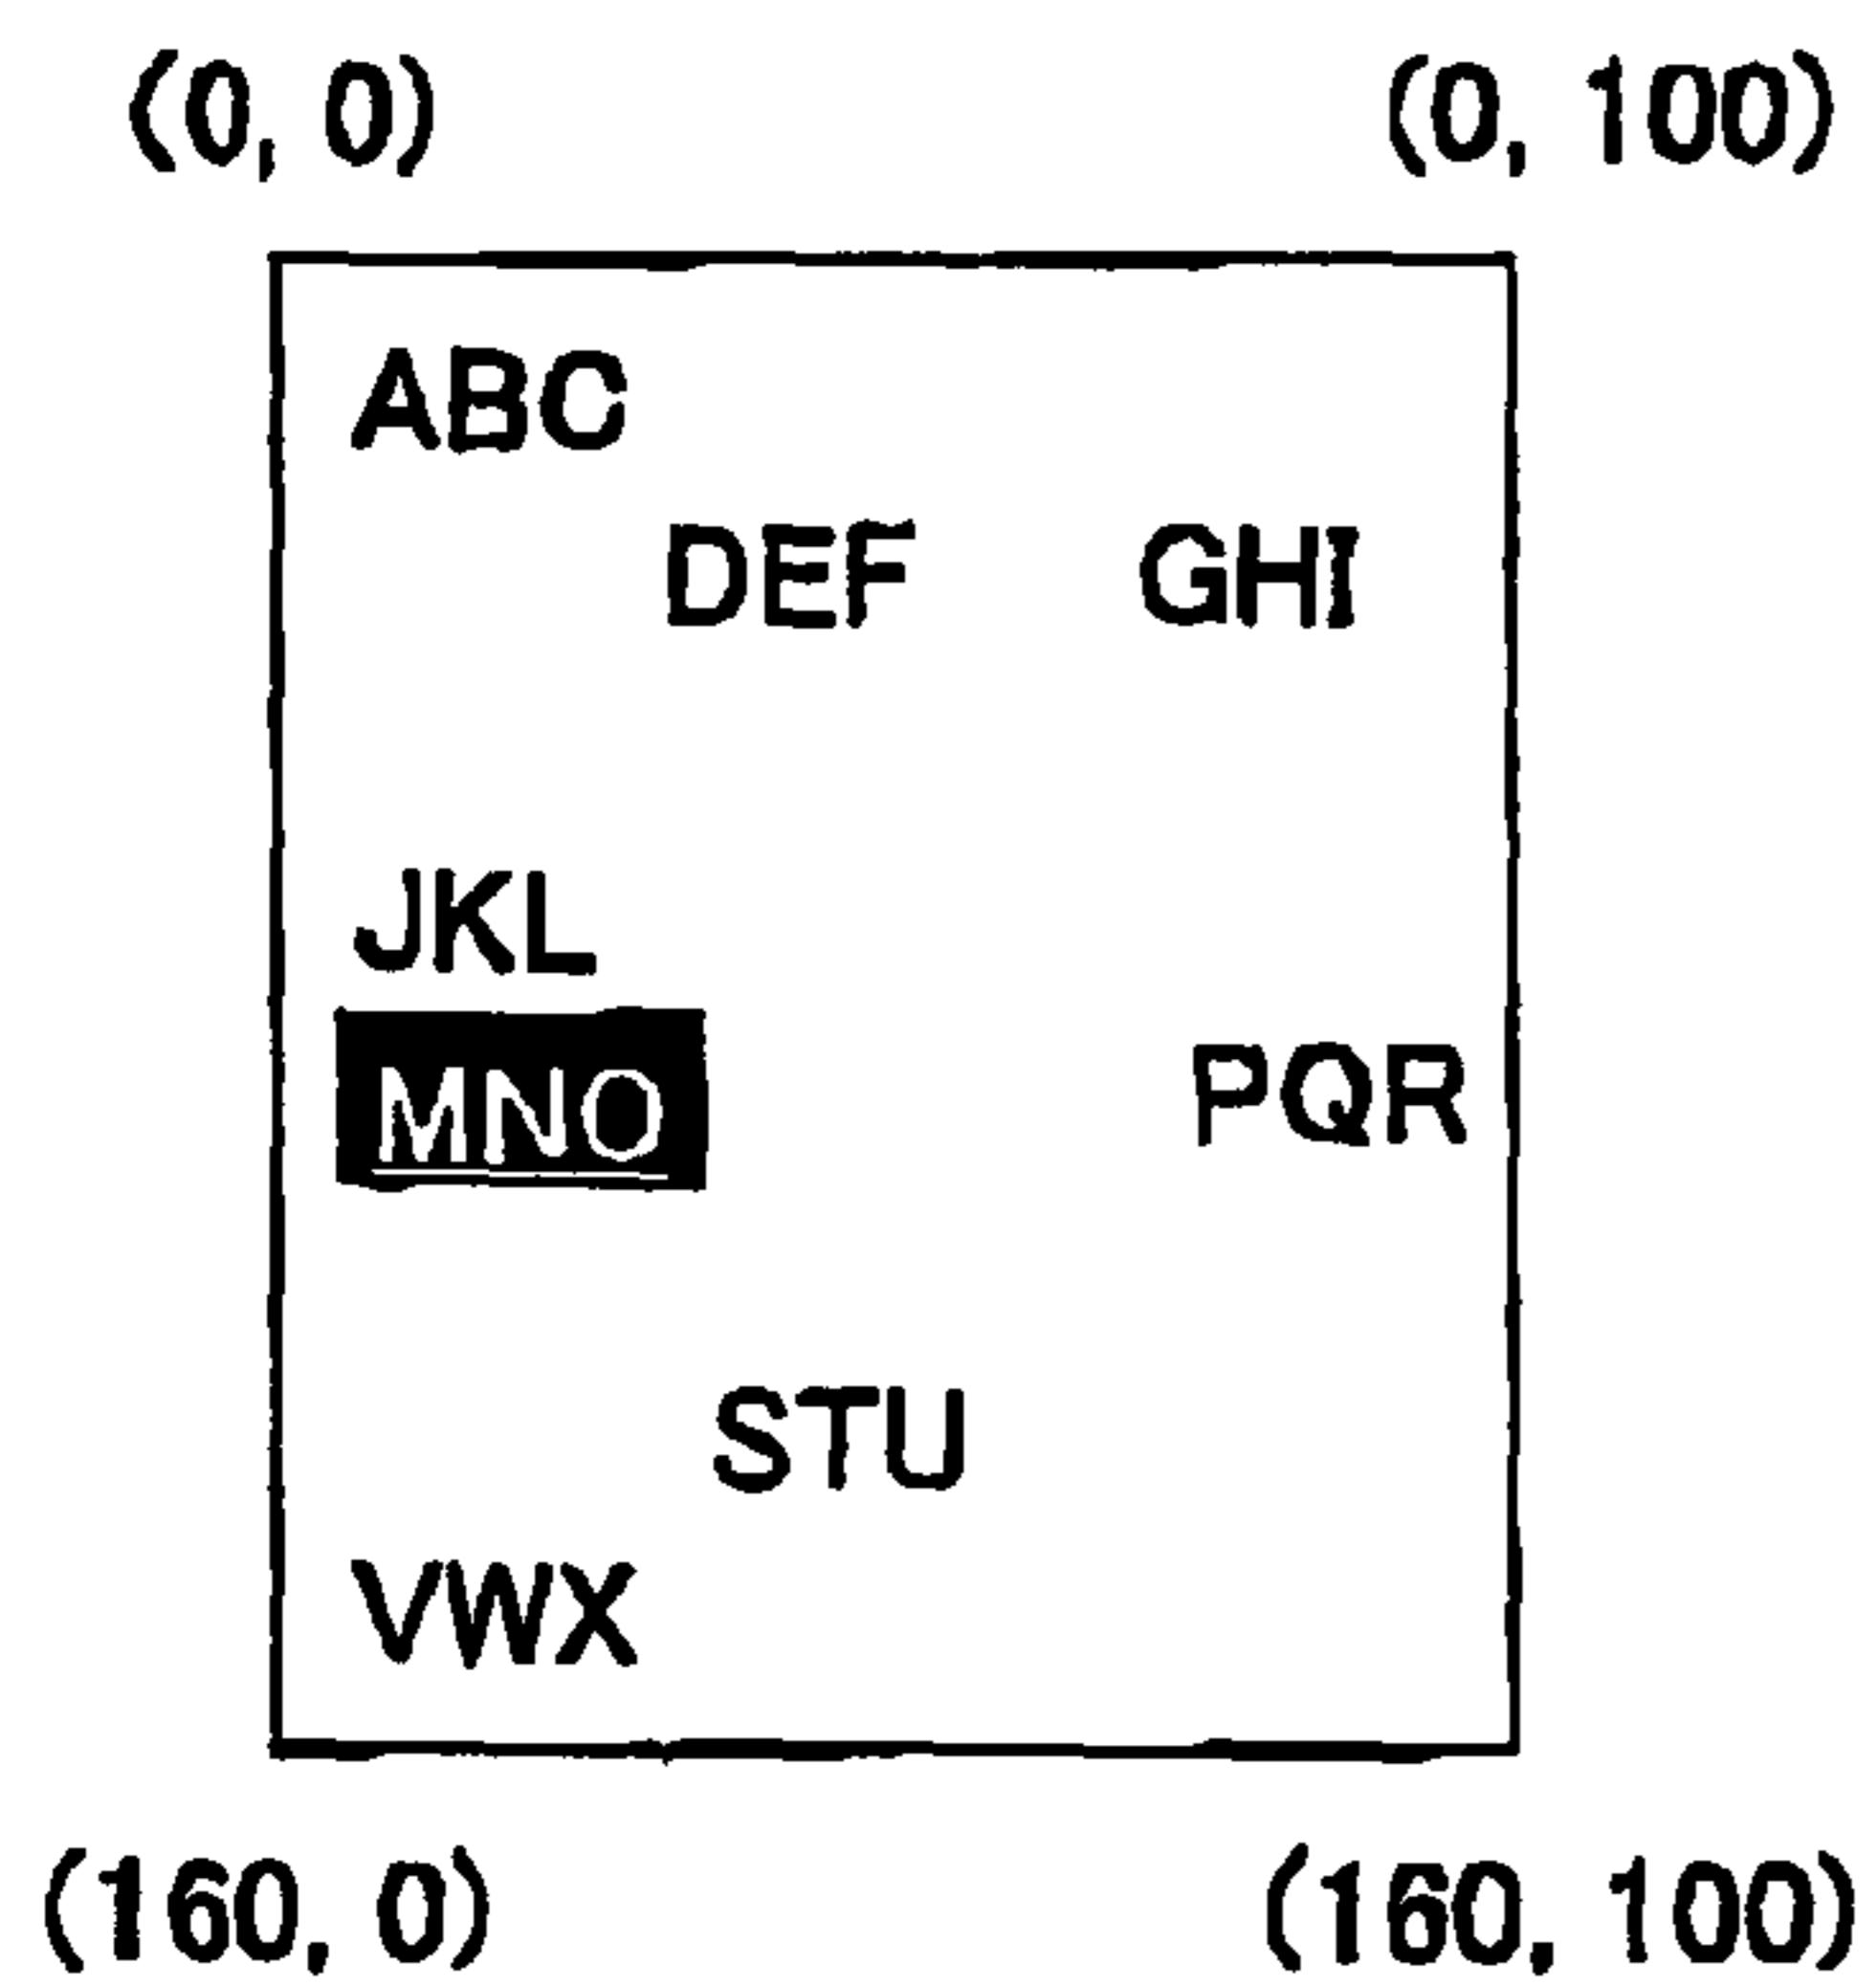 (0, 0) (0, 100)
ABC
DEF GHI
JKL
MNO PQR
STU
VWX
(160, 0) (160, 100)